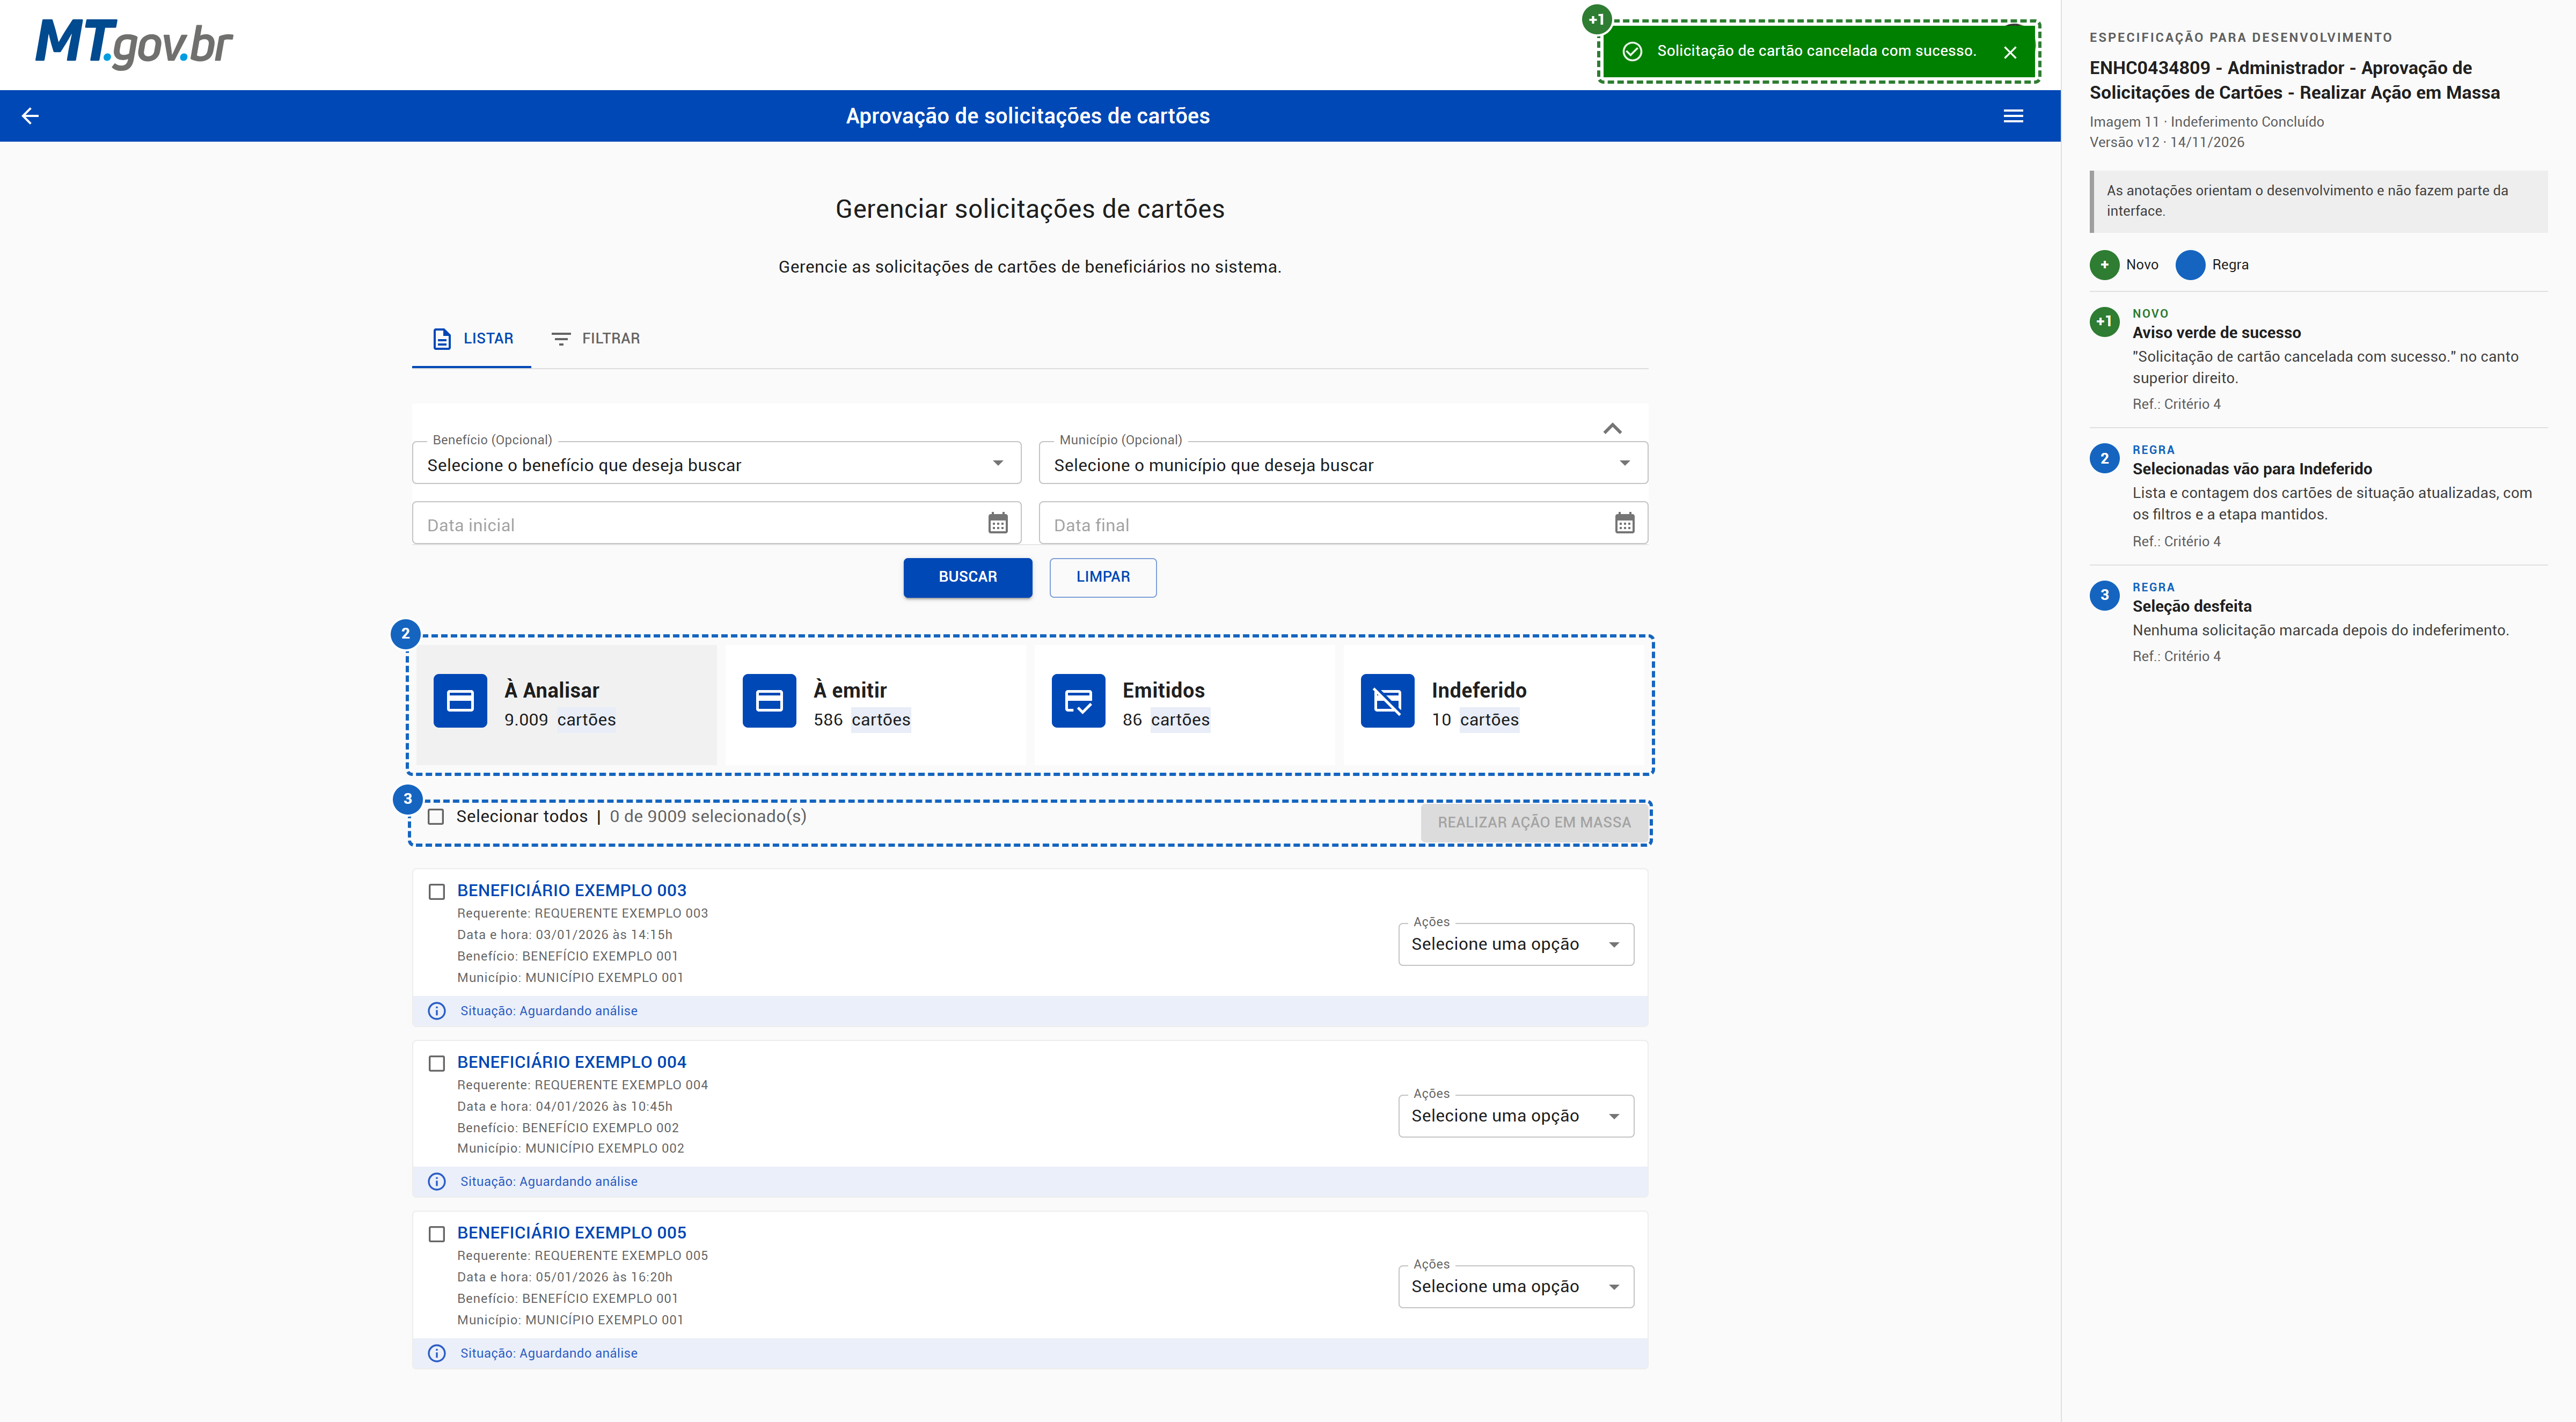 MT.gov.br
+1
Solicitação de cartão cancelada com sucesso.
Aprovação de solicitações de cartões
Gerenciar solicitações de cartões
Gerencie as solicitações de cartões de beneficiários no sistema.
LISTAR
FILTRAR
Benefício (Opcional)
Selecione o benefício que deseja buscar
Município (Opcional)
Selecione o município que deseja buscar
Data inicial
Data final
BUSCAR
LIMPAR
2
À Analisar
9.009 cartões
À emitir
586 cartões
Emitidos
86 cartões
Indeferido
10 cartões
3
Selecionar todos | 0 de 9009 selecionado(s)
REALIZAR AÇÃO EM MASSA
BENEFICIÁRIO EXEMPLO 003
Requerente: REQUERENTE EXEMPLO 003
Data e hora: 03/01/2026 às 14:15h
Benefício: BENEFÍCIO EXEMPLO 001
Município: MUNICÍPIO EXEMPLO 001
Ações
Selecione uma opção
Situação: Aguardando análise
BENEFICIÁRIO EXEMPLO 004
Requerente: REQUERENTE EXEMPLO 004
Data e hora: 04/01/2026 às 10:45h
Benefício: BENEFÍCIO EXEMPLO 002
Município: MUNICÍPIO EXEMPLO 002
Ações
Selecione uma opção
Situação: Aguardando análise
BENEFICIÁRIO EXEMPLO 005
Requerente: REQUERENTE EXEMPLO 005
Data e hora: 05/01/2026 às 16:20h
Benefício: BENEFÍCIO EXEMPLO 001
Município: MUNICÍPIO EXEMPLO 001
Ações
Selecione uma opção
Situação: Aguardando análise
ESPECIFICAÇÃO PARA DESENVOLVIMENTO
ENHC0434809 - Administrador - Aprovação de
Solicitações de Cartões - Realizar Ação em Massa
Imagem 11 · Indeferimento Concluído
Versão v12 · 14/11/2026
As anotações orientam o desenvolvimento e não fazem parte da
interface.
+ Novo
Regra
+1
NOVO
Aviso verde de sucesso
"Solicitação de cartão cancelada com sucesso." no canto
superior direito.
Ref.: Critério 4
2
REGRA
Selecionadas vão para Indeferido
Lista e contagem dos cartões de situação atualizadas, com
os filtros e a etapa mantidos.
Ref.: Critério 4
3
REGRA
Seleção desfeita
Nenhuma solicitação marcada depois do indeferimento.
Ref.: Critério 4